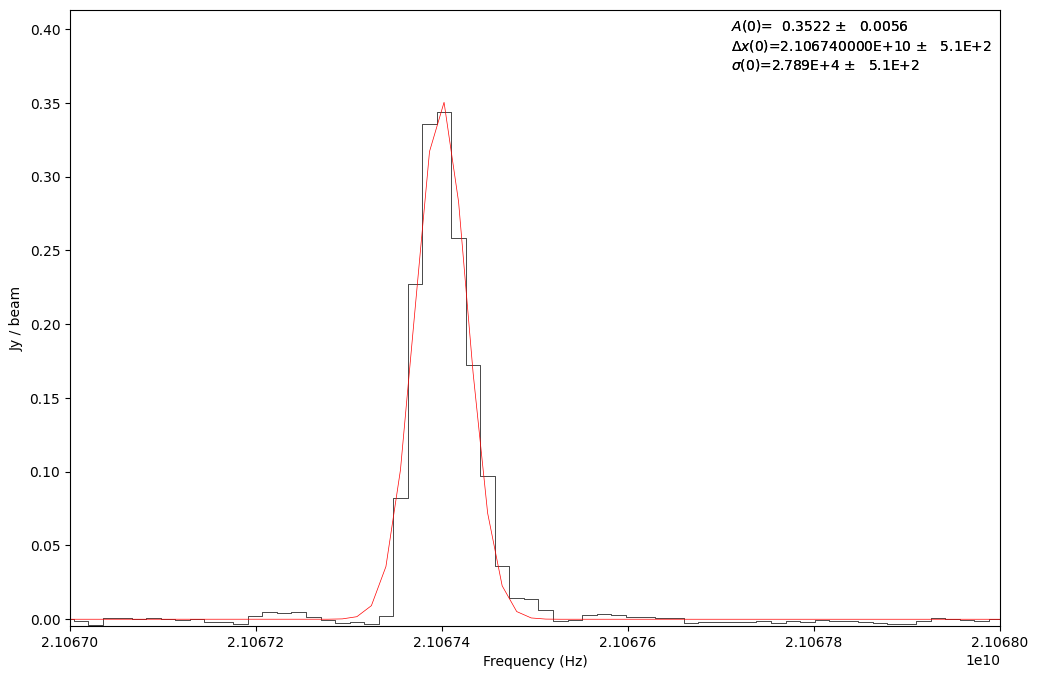 A(0)= 0.3522 ± 0.0056
Δx(0)=2.106740000E+10 ± 5.1E+2
σ(0)=2.789E+4 ± 5.1E+2
0.40
0.35
0.30
0.25
0.20
0.15
0.10
0.05
0.00
Jy / beam
2.10670
2.10672
2.10674
2.10676
2.10678
2.10680
Frequency (Hz)
1e10